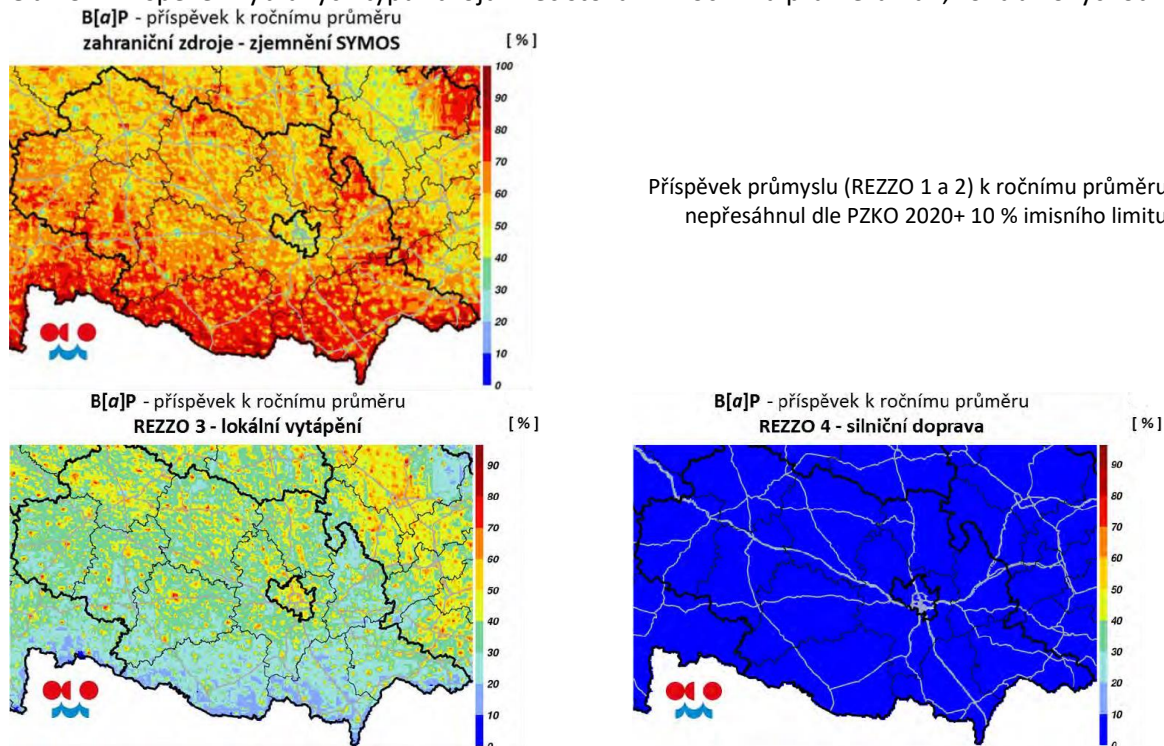 B[a]P - příspěvek k ročnímu průměru
zahraniční zdroje - zjemnění SYMOS
[ % ]
100
90
80
70
60
50
40
30
20
10
0
Příspěvek průmyslu (REZZO 1 a 2) k ročnímu průměru
nepřesáhnul dle PZKO 2020+ 10 % imisního limitu
B[a]P - příspěvek k ročnímu průměru
REZZO 3 - lokální vytápění
[ % ]
90
80
70
60
50
40
30
20
10
0
B[a]P - příspěvek k ročnímu průměru
REZZO 4 - silniční doprava
[ % ]
90
80
70
60
50
40
30
20
10
0